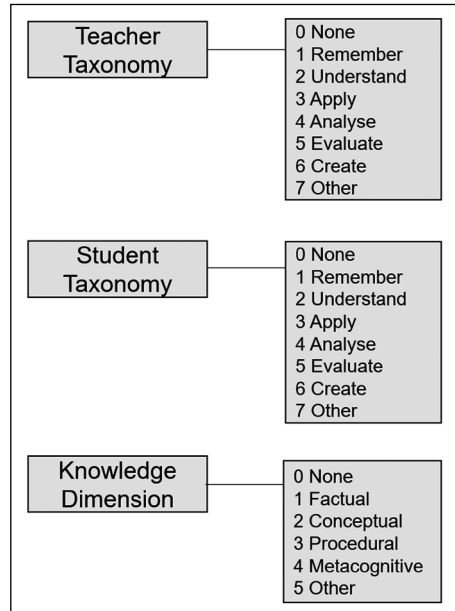 Teacher
Taxonomy
0 None
1 Remember
2 Understand
3 Apply
4 Analyse
5 Evaluate
6 Create
7 Other
Student
Taxonomy
0 None
1 Remember
2 Understand
3 Apply
4 Analyse
5 Evaluate
6 Create
7 Other
Knowledge
Dimension
0 None
1 Factual
2 Conceptual
3 Procedural
4 Metacognitive
5 Other